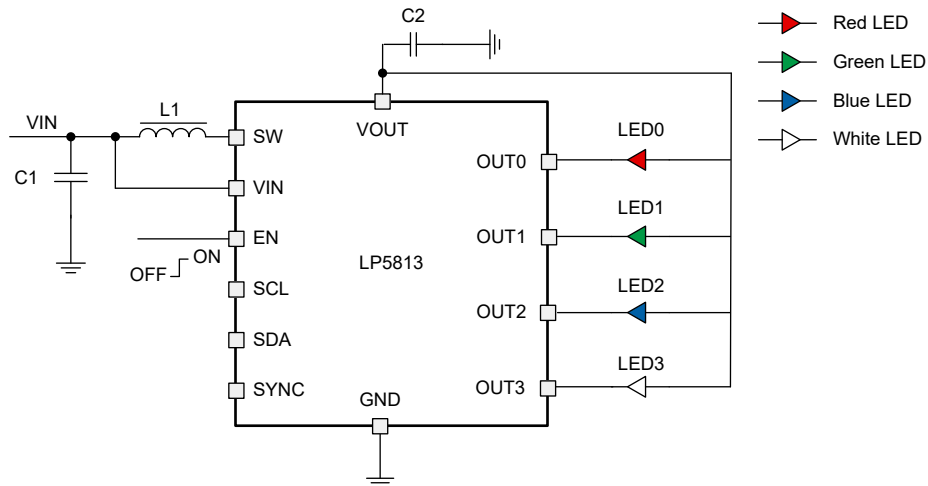 C2
Red LED
Green LED
Blue LED
White LED
VIN
L1
C1
SW
VOUT
VIN
EN
OFF
ON
SCL
SDA
SYNC
GND
LP5813
OUT0
LED0
OUT1
LED1
OUT2
LED2
OUT3
LED3